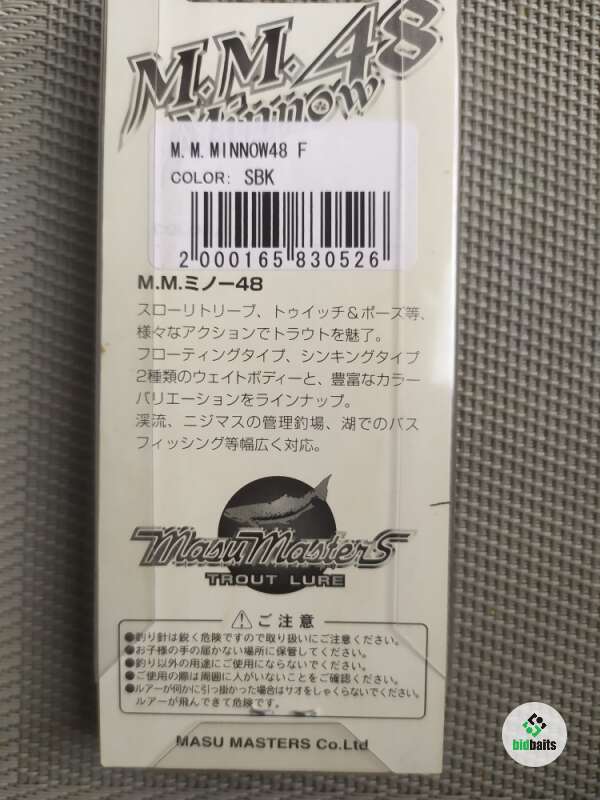 M.M.48
Minnow
M.M.MINNOW48 F
COLOR: SBK
2 000165 830526
M.M.ミノー48
スローリトリーブ、トゥイッチ&ポーズ等、
様々なアクションでトラウトを魅了。
フローティングタイプ、シンキングタイプ
2種類のウェイトボディーと、豊富なカラー
バリエーションをラインナップ。
渓流、ニジマスの管理釣場、湖でのバス
フィッシング等幅広く対応。
Masu Masters
TROUT LURE
ご注意
●釣り針は鋭く危険ですので取り扱いにご注意ください。
●お子様の手の届かない場所に保管してください。
●釣り以外の用途にご使用にならないでください。
●ご使用の際は周囲に人がいないことをご確認ください。
●ルアーが何かに引っ掛かった場合はサオをしゃくらないでください。
ルアーが飛んできて危険です。
MASU MASTERS Co.Ltd
bidbaits